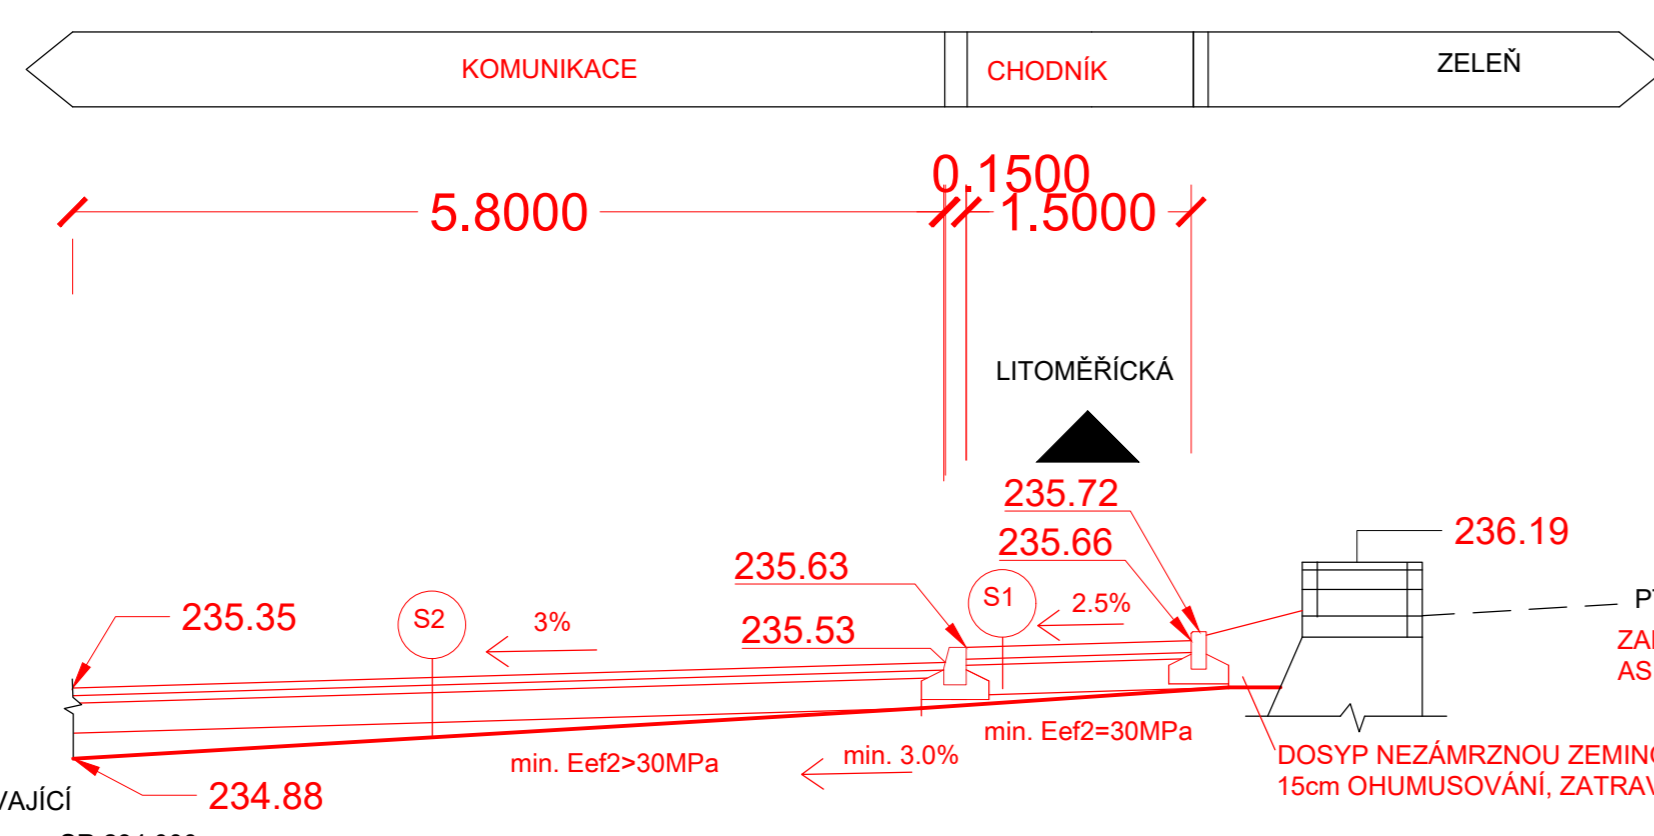 KOMUNIKACE
CHODNÍK
ZELEŇ
0.1500
5.8000
1.5000
LITOMĚŘÍCKÁ
235.72
235.66
236.19
235.63
S1
2.5%
235.35
S2
3%
235.53
min. Eef2=30MPa
min. Eef2>30MPa
min. 3.0%
DOSYP NEZÁMRZNOU ZEMINO
15cm OHUMUSOVÁNÍ, ZATRAV
234.88
VAJÍCÍ